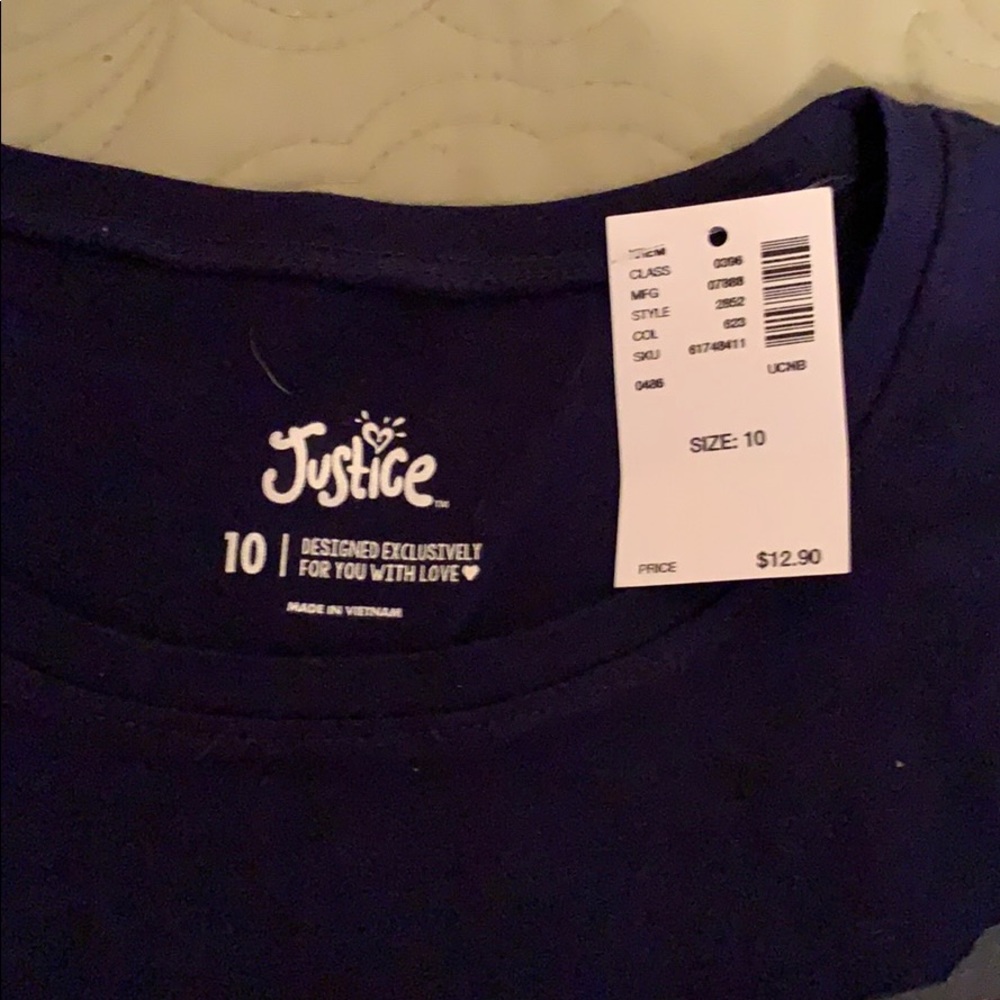 Justice
10 | DESIGNED EXCLUSIVELY
FOR YOU WITH LOVE♥
MADE IN VIETNAM
CLASS 0396
MFG 07888
STYLE 2852
COL 623
SKU 61748411
0486 UCNB
SIZE: 10
PRICE $12.90